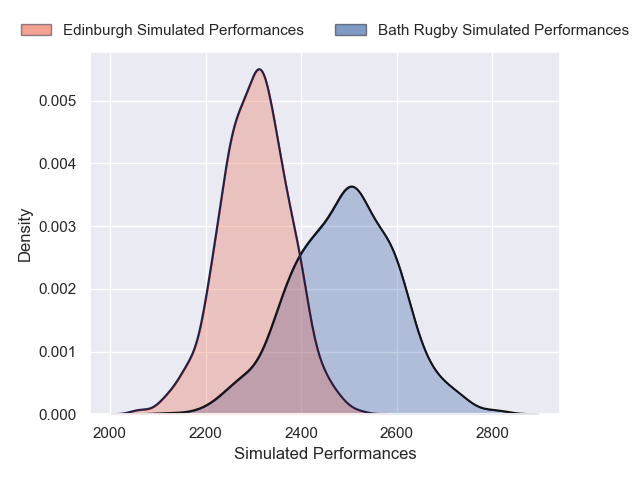 Edinburgh Simulated Performances Bath Rugby Simulated Performances
0.005
0.004
0.003
0.002
0.001
0.000
Density
2000 2200 2400 2600 2800
Simulated Performances